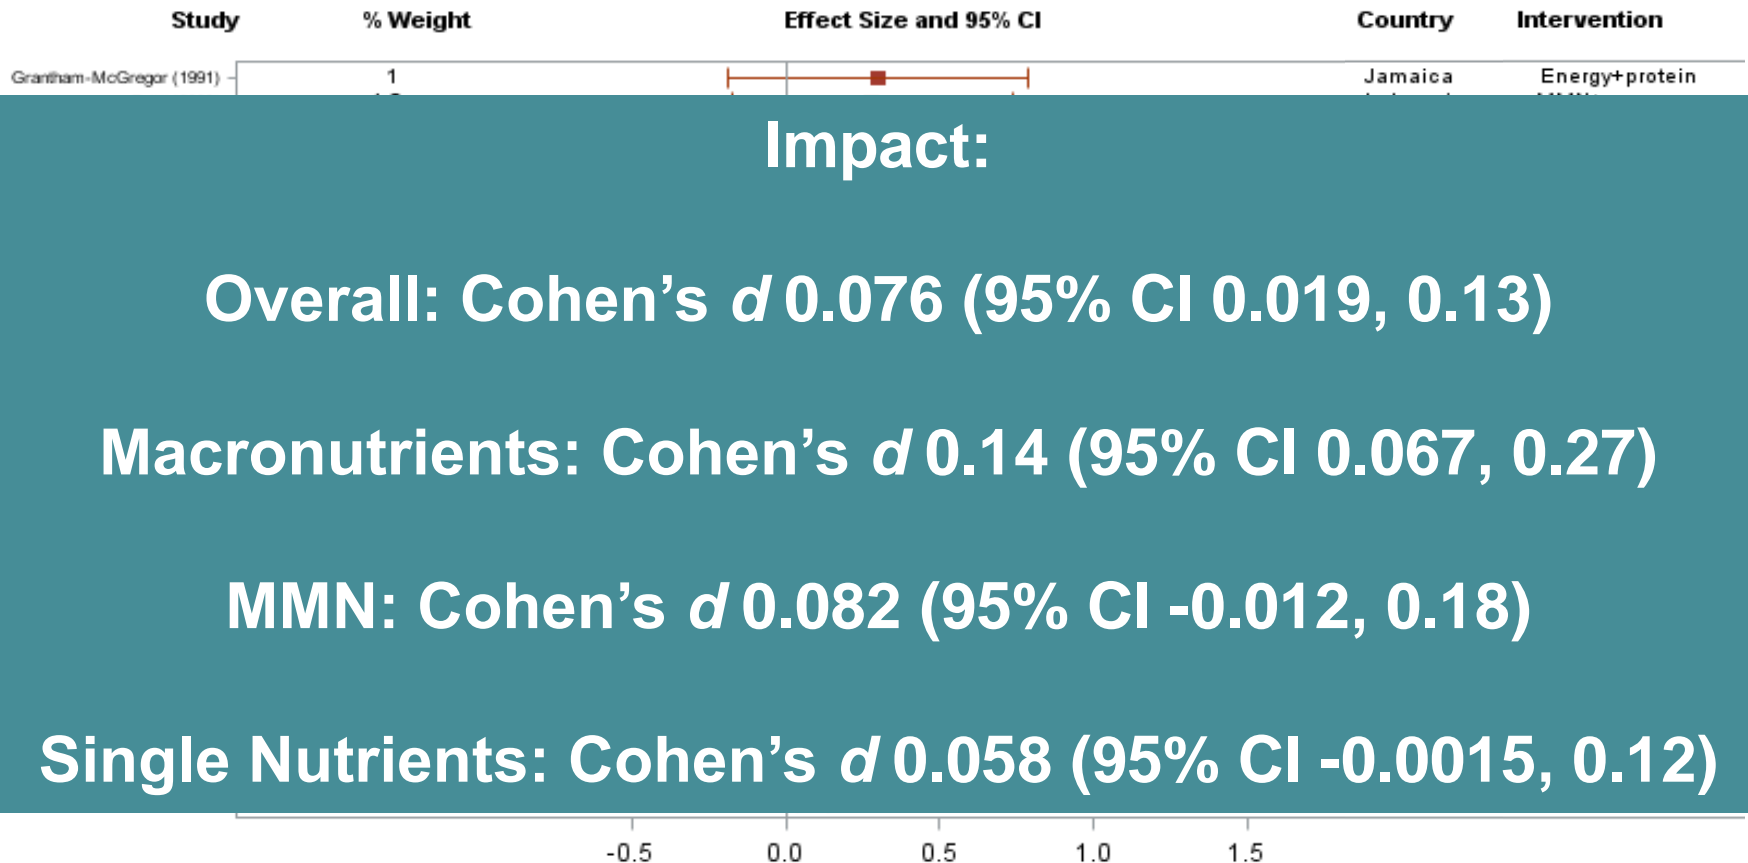 Study % Weight Effect Size and 95% CI Country Intervention
Grantham-McGregor (1991) 1 Jamaica Energy+protein
Impact:
Overall: Cohen’s d 0.076 (95% CI 0.019, 0.13)
Macronutrients: Cohen’s d 0.14 (95% CI 0.067, 0.27)
MMN: Cohen’s d 0.082 (95% CI -0.012, 0.18)
Single Nutrients: Cohen’s d 0.058 (95% CI -0.0015, 0.12)
-0.5 0.0 0.5 1.0 1.5